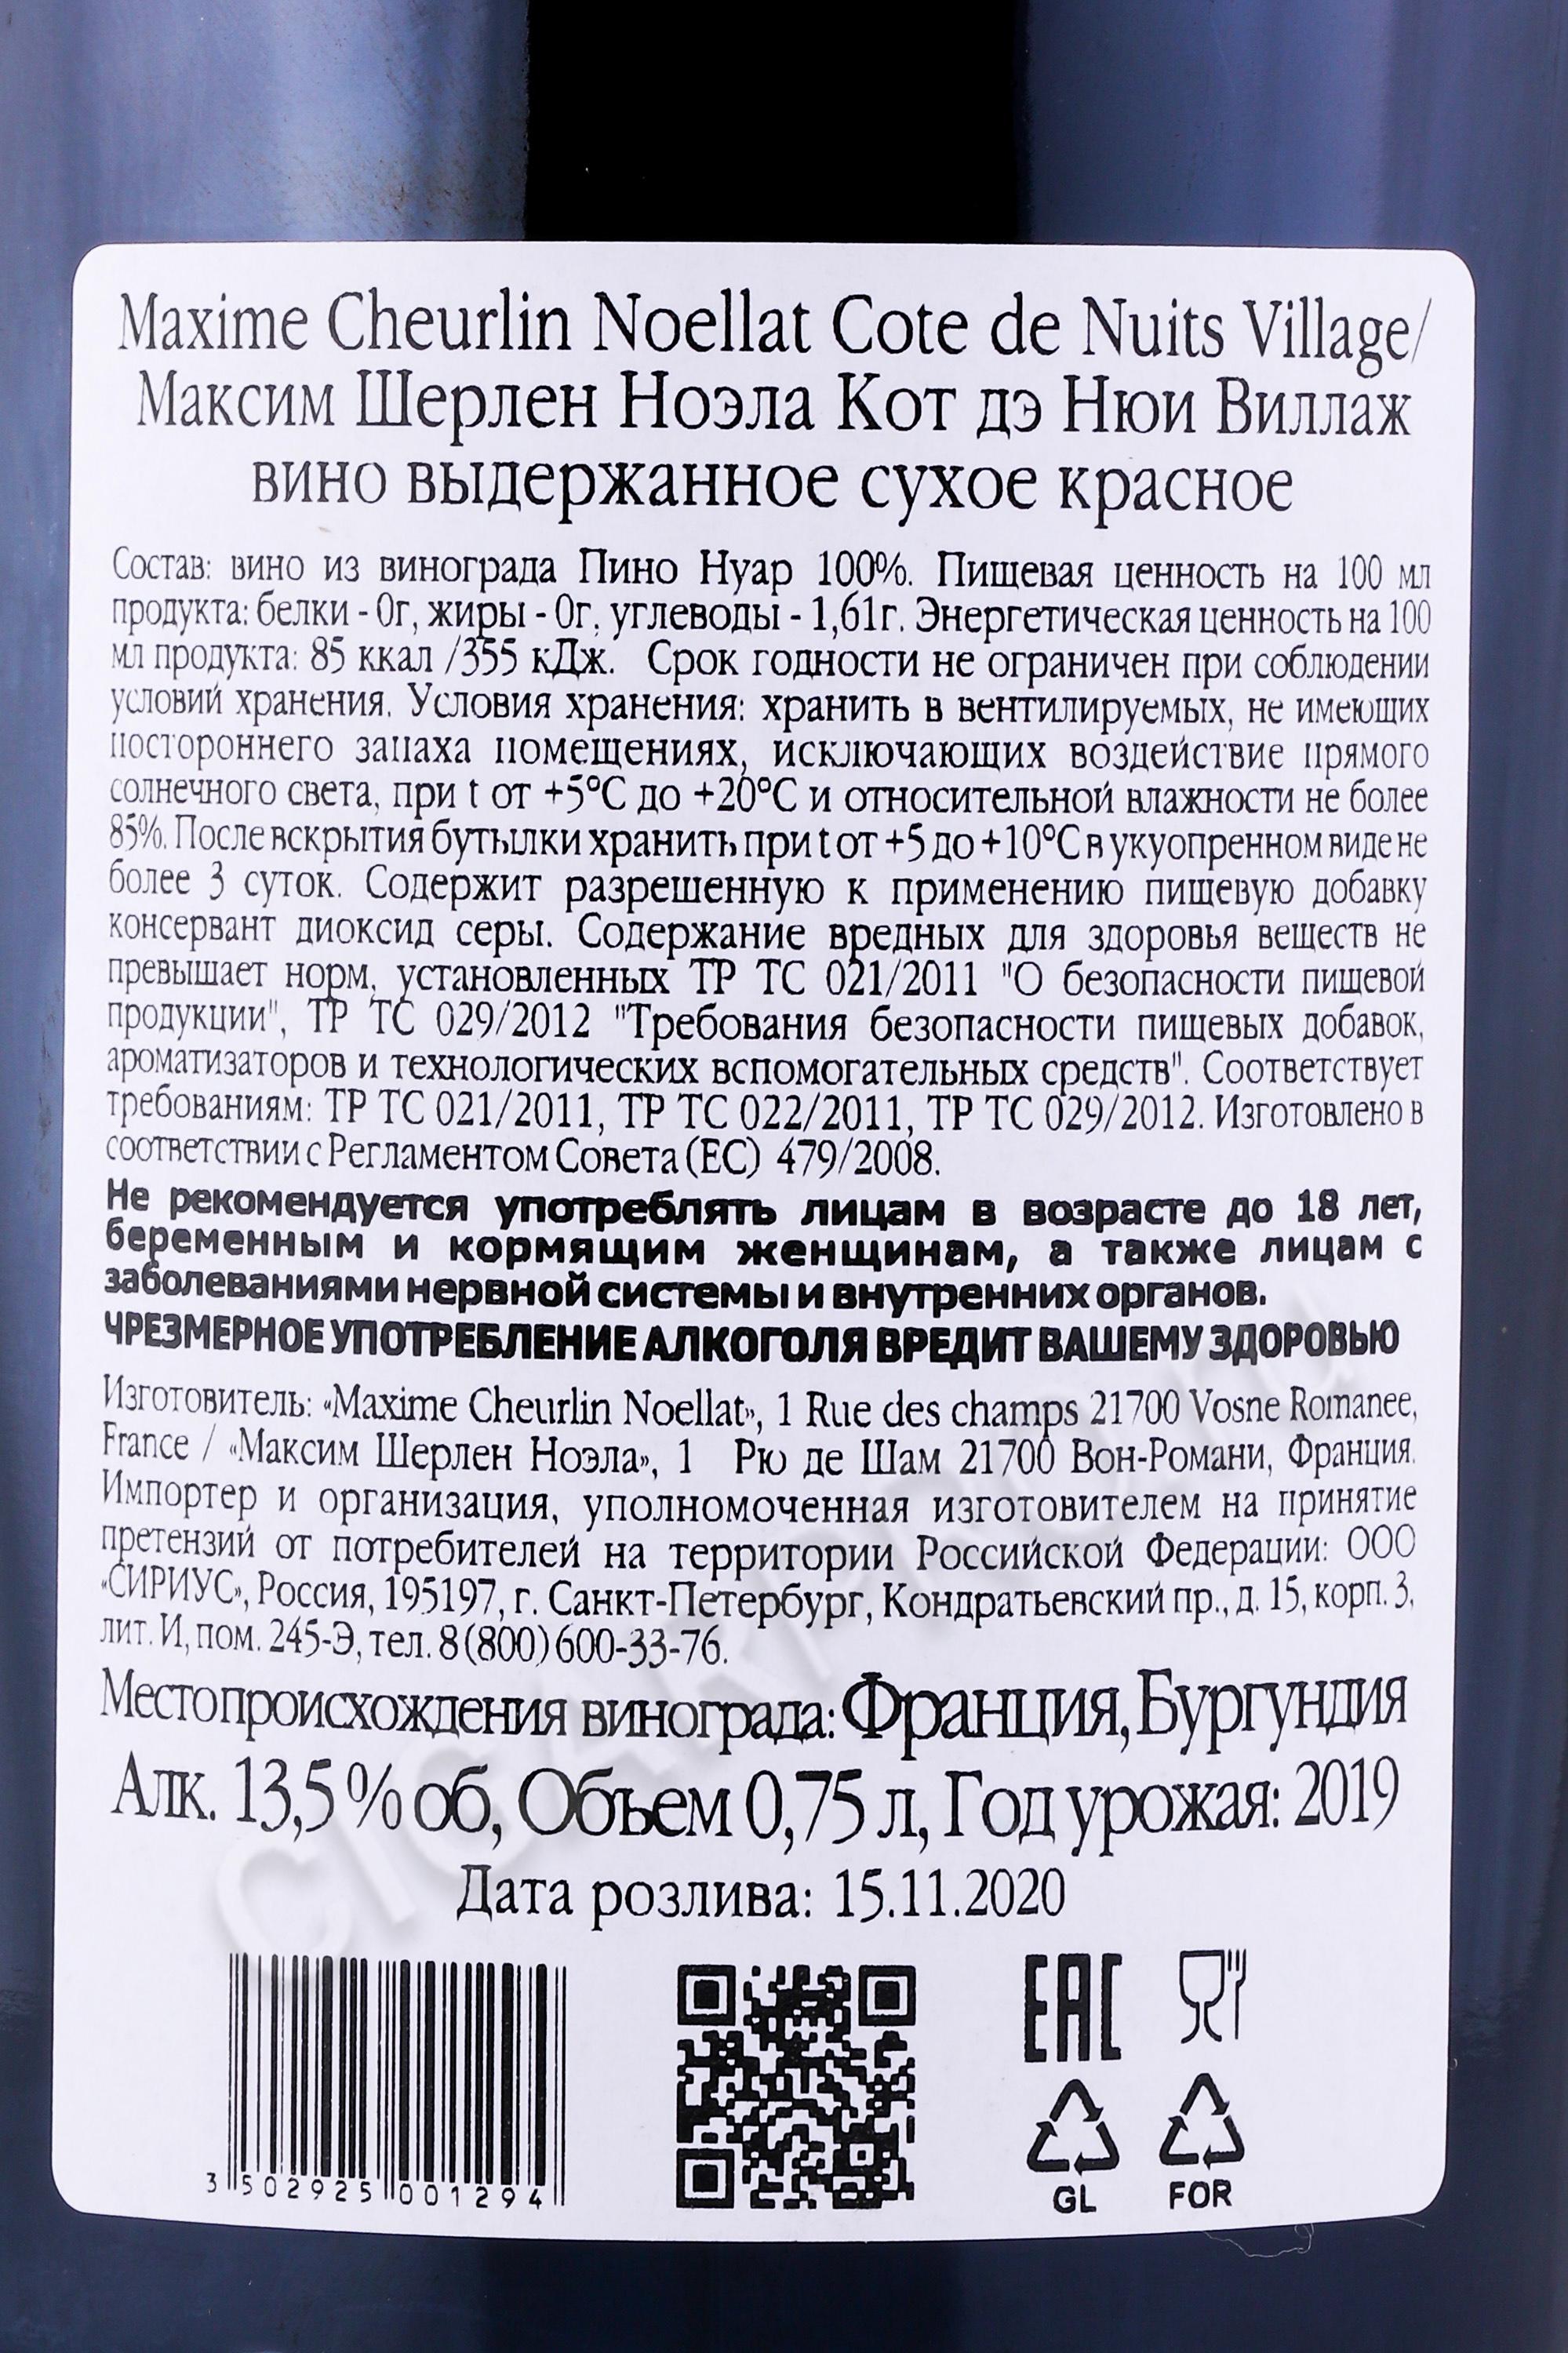 Maxime Cheurlin Noellat Cote de Nuits Village/
Максим Шерлен Ноэла Кот дэ Нюи Виллаж
вино выдержанное сухое красное
Состав: вино из винограда Пино Нуар 100%. Пищевая ценность на 100 мл
продукта: белки - 0г, жиры - 0г, углеводы - 1,61г. Энергетическая ценность на 100
мл продукта: 85 ккал /355 кДж. Срок годности не ограничен при соблюдении
условий хранения. Условия хранения: хранить в вентилируемых, не имеющих
постороннего запаха помещениях, исключающих воздействие прямого
солнечного света, при t от +5°C до +20°C и относительной влажности не более
85%. После вскрытия бутылки хранить при t от +5 до +10°C в укуопренном виде не
более 3 суток. Содержит разрешенную к применению пищевую добавку
консервант диоксид серы. Содержание вредных для здоровья веществ не
превышает норм, установленных ТР ТС 021/2011 "О безопасности пищевой
продукции", ТР ТС 029/2012 "Требования безопасности пищевых добавок,
ароматизаторов и технологических вспомогательных средств". Соответствует
требованиям: ТР ТС 021/2011, ТР ТС 022/2011, ТР ТС 029/2012. Изготовлено в
соответствии с Регламентом Совета (ЕС) 479/2008.
Не рекомендуется употреблять лицам в возрасте до 18 лет,
беременным и кормящим женщинам, а также лицам с
заболеваниями нервной системы и внутренних органов.
ЧРЕЗМЕРНОЕ УПОТРЕБЛЕНИЕ АЛКОГОЛЯ ВРЕДИТ ВАШЕМУ ЗДОРОВЬЮ
Изготовитель: «Maxime Cheurlin Noellat», 1 Rue des champs 21700 Vosne Romanee,
France / «Максим Шерлен Ноэла», 1 Рю де Шам 21700 Вон-Романи, Франция.
Импортер и организация, уполномоченная изготовителем на принятие
претензий от потребителей на территории Российской Федерации: ООО
«СИРИУС», Россия, 195197, г. Санкт-Петербург, Кондратьевский пр., д. 15, корп. 3,
лит. И, пом. 245-Э, тел. 8 (800) 600-33-76.
Место происхождения винограда: Франция, Бургундия
Алк. 13,5 % об, Объем 0,75 л, Год урожая: 2019
Дата розлива: 15.11.2020
3 502925 001294
EAC
GL FOR